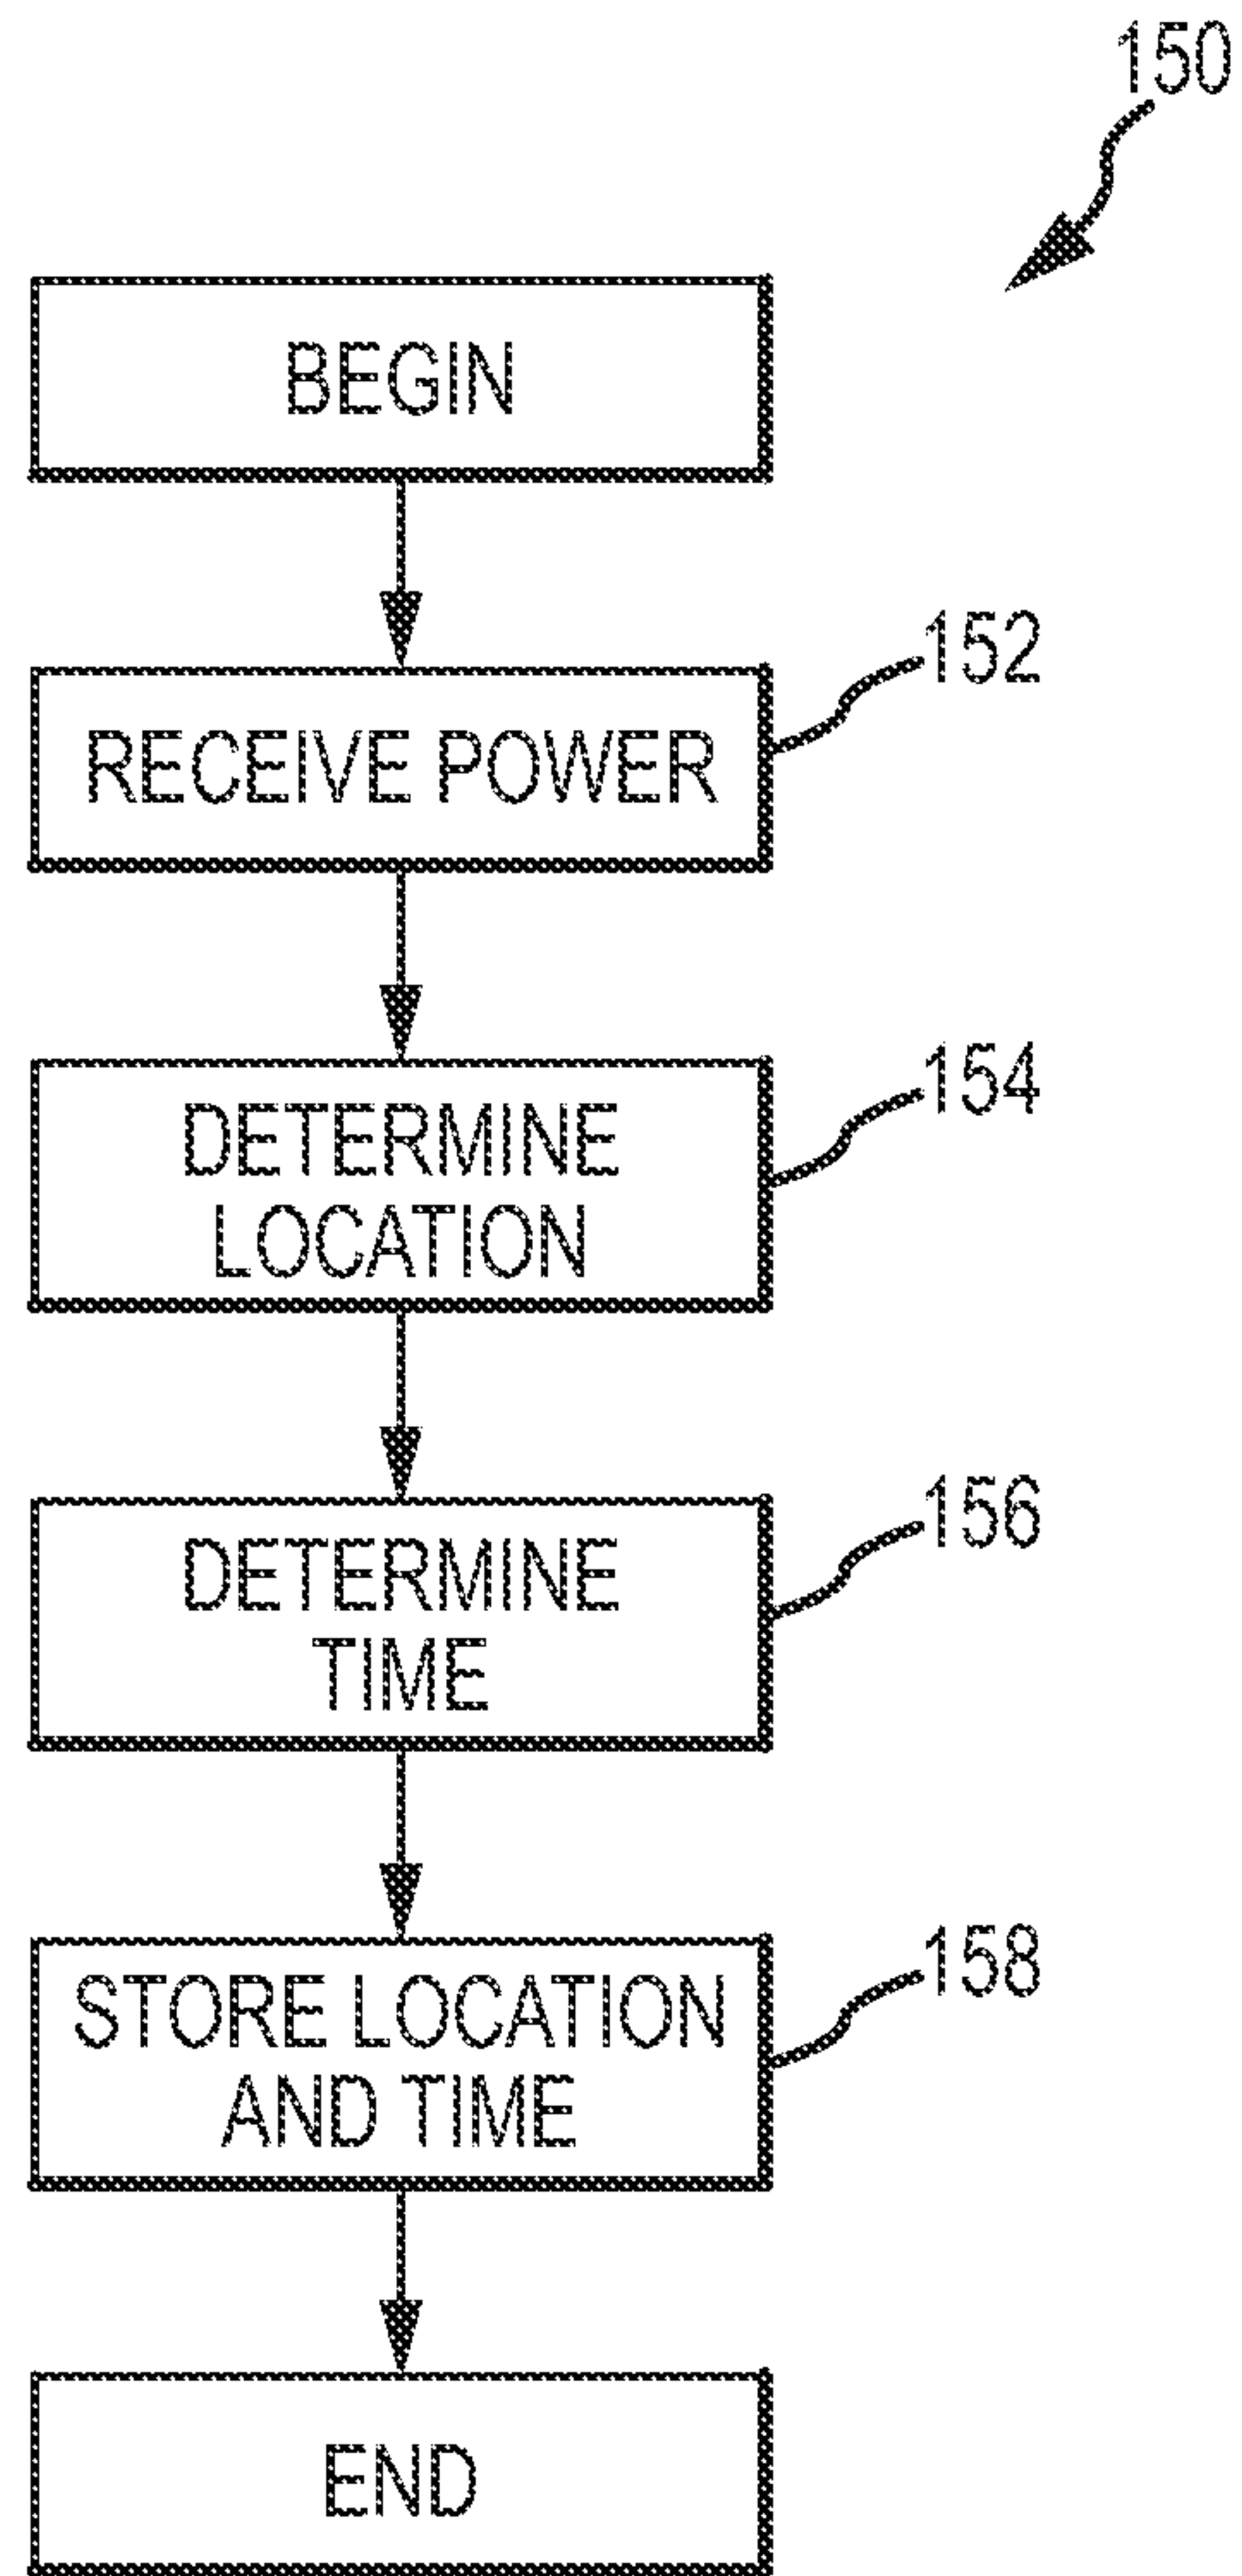 150
BEGIN
RECEIVE POWER
152
DETERMINE
LOCATION
154
DETERMINE
TIME
156
STORE LOCATION
AND TIME
158
END